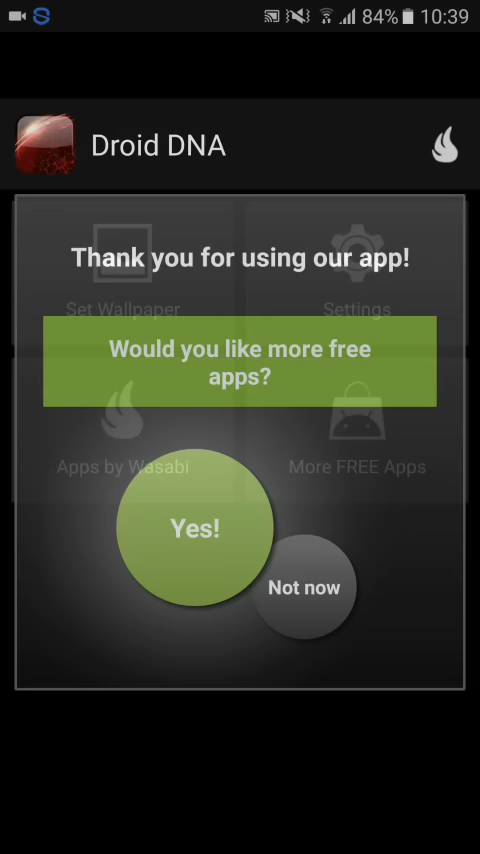 84% 10:39
Droid DNA
Thank you for using our app!
Set Wallpaper
Settings
Would you like more free
apps?
Apps by Wasabi
More FREE Apps
Yes!
Not now